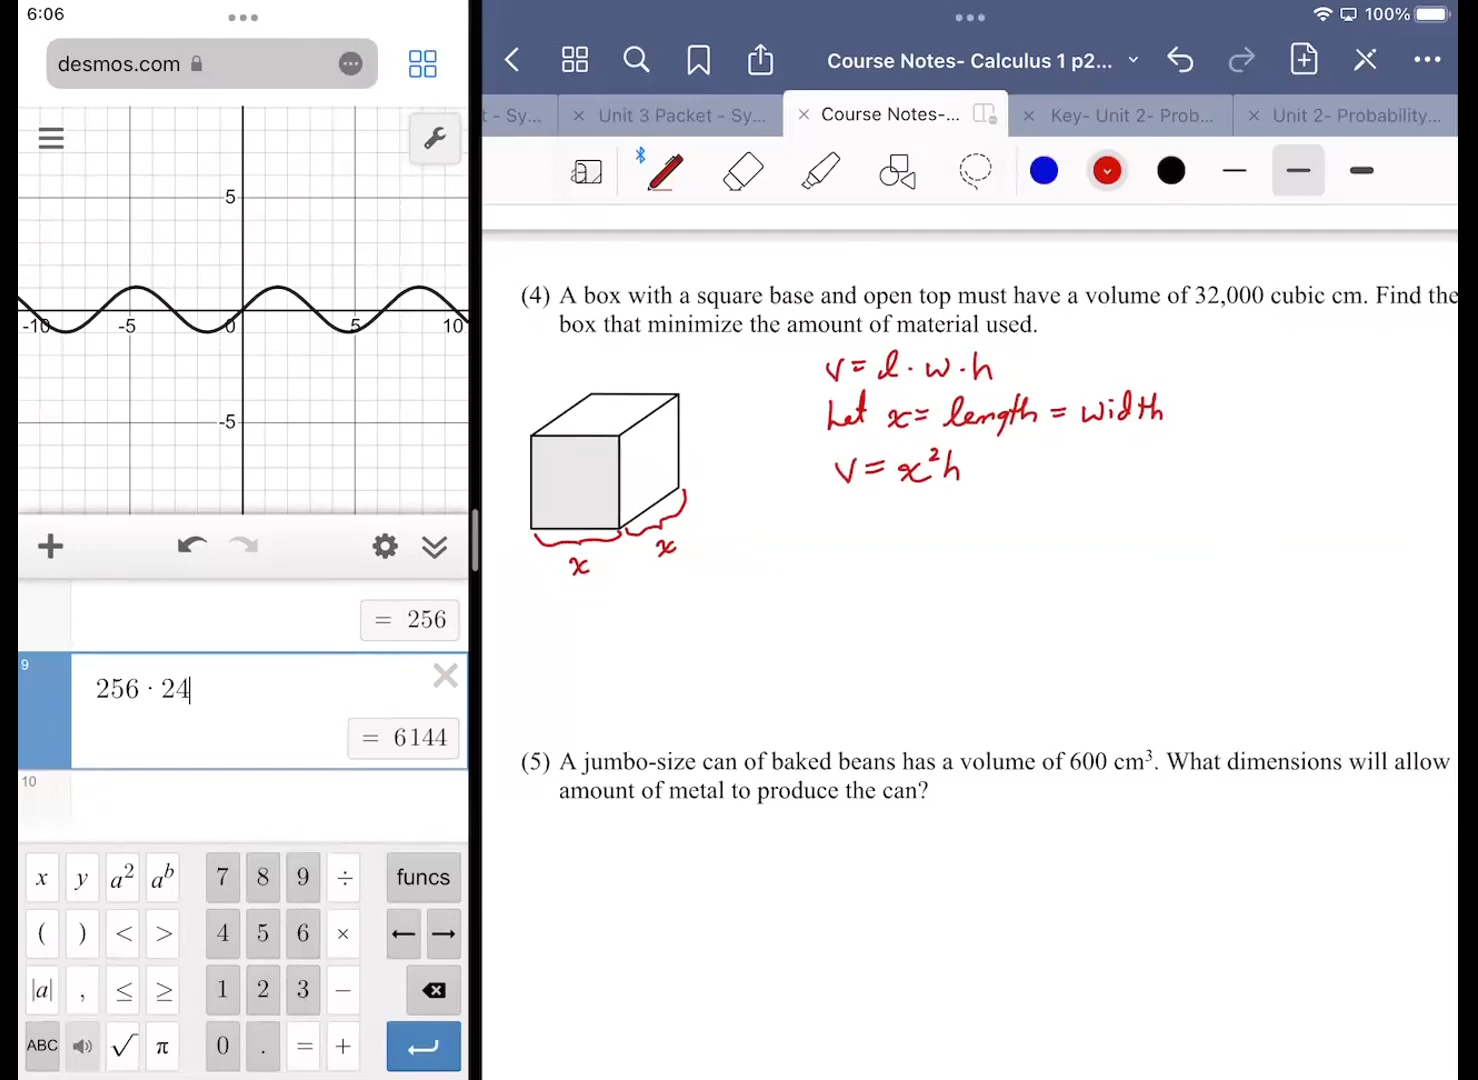 6:06
100%
desmos.com
Course Notes- Calculus 1 p2...
t - Sy...
× Unit 3 Packet - Sy...
× Course Notes-...
× Key- Unit 2- Prob...
× Unit 2- Probability...
5
-10 -5 0 5 10
-5
= 256
9
256 · 24
= 6144
10
x y a² aᵇ 7 8 9 ÷ funcs
( ) < > 4 5 6 × ← →
|a| , ≤ ≥ 1 2 3 −
ABC √ π 0 . = +
(4) A box with a square base and open top must have a volume of 32,000 cubic cm. Find the
box that minimize the amount of material used.
V = l · w · h
Let x = length = width
V = x²h
x
x
(5) A jumbo-size can of baked beans has a volume of 600 cm³. What dimensions will allow
amount of metal to produce the can?